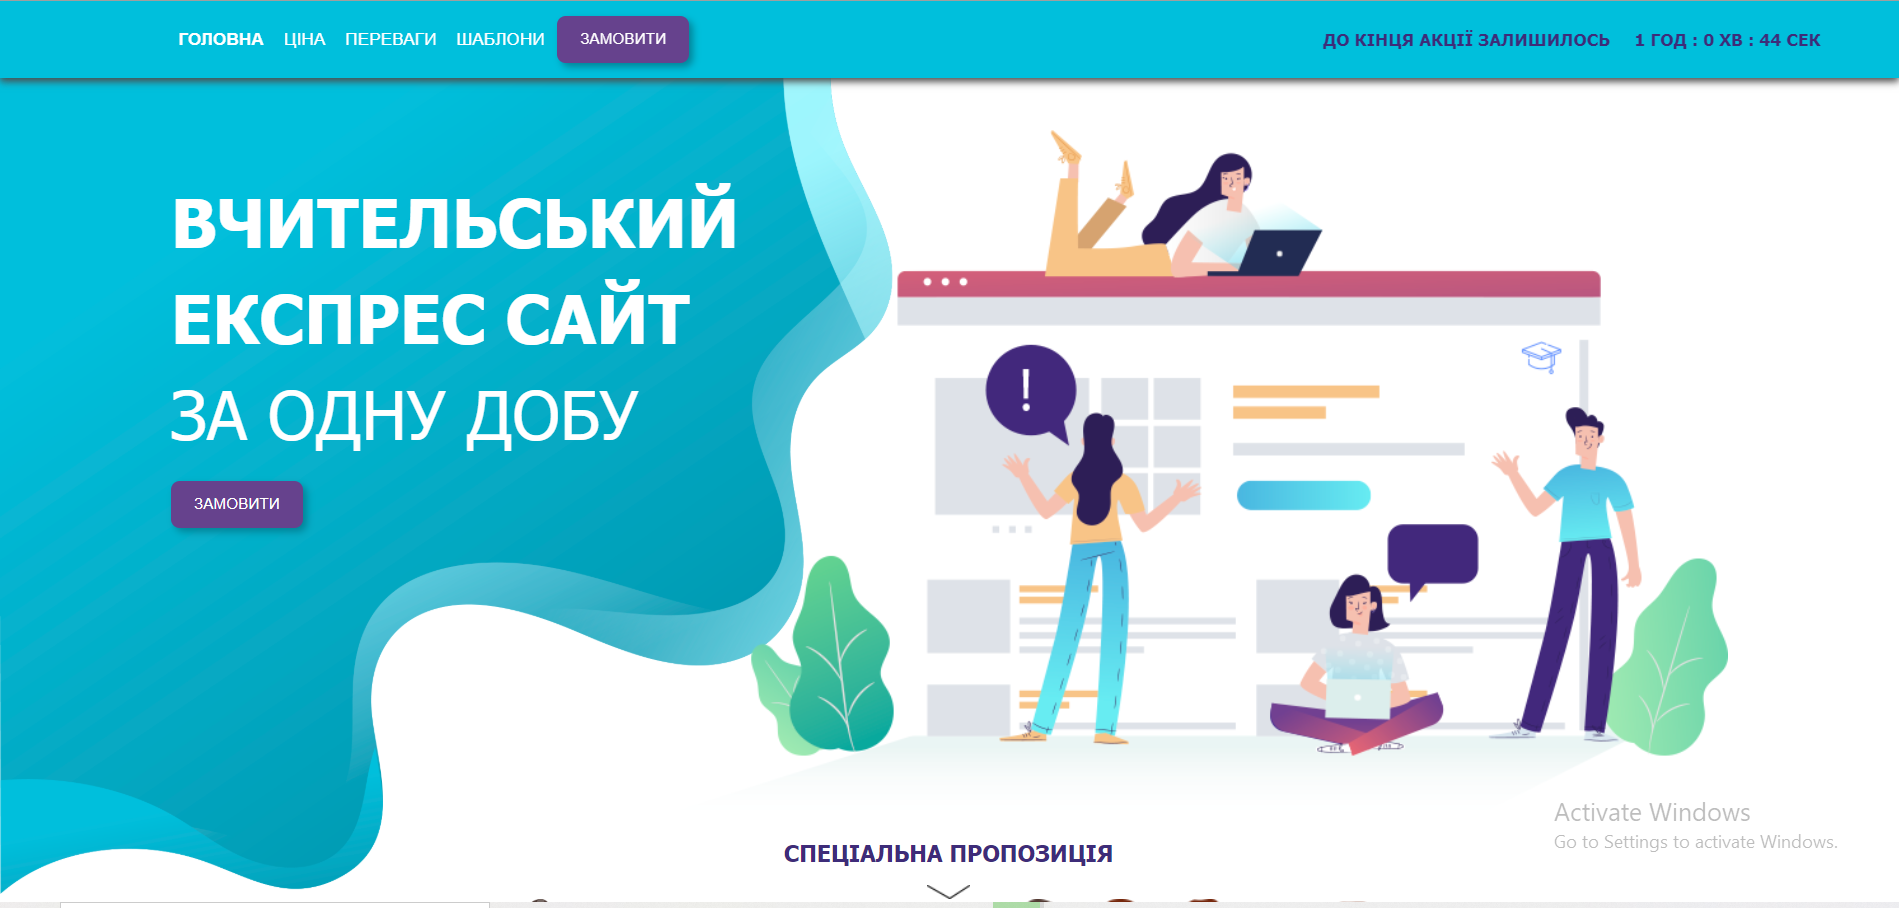 ГОЛОВНА ЦІНА ПЕРЕВАГИ ШАБЛОНИ ЗАМОВИТИ
ДО КІНЦЯ АКЦІЇ ЗАЛИШИЛОСЬ 1 ГОД : 0 ХВ : 44 СЕК
ВЧИТЕЛЬСЬКИЙ
ЕКСПРЕС САЙТ
ЗА ОДНУ ДОБУ
ЗАМОВИТИ
!
Activate Windows
Go to Settings to activate Windows.
СПЕЦІАЛЬНА ПРОПОЗИЦІЯ